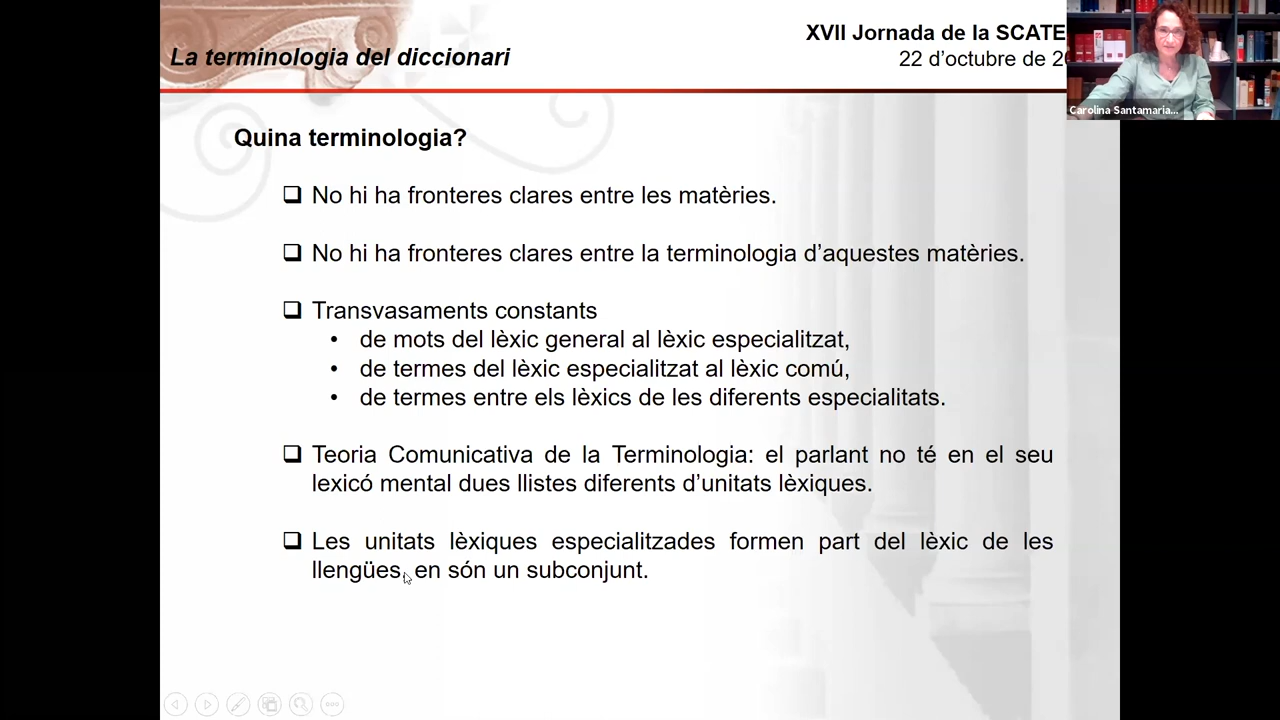 La terminologia del diccionari
XVII Jornada de la SCATE
22 d’octubre de 2
Carolina Santamaria...
Quina terminologia?
No hi ha fronteres clares entre les matèries.
No hi ha fronteres clares entre la terminologia d’aquestes matèries.
Transvasaments constants
• de mots del lèxic general al lèxic especialitzat,
• de termes del lèxic especialitzat al lèxic comú,
• de termes entre els lèxics de les diferents especialitats.
Teoria Comunicativa de la Terminologia: el parlant no té en el seu
lexicó mental dues llistes diferents d’unitats lèxiques.
Les unitats lèxiques especialitzades formen part del lèxic de les
llengües, en són un subconjunt.